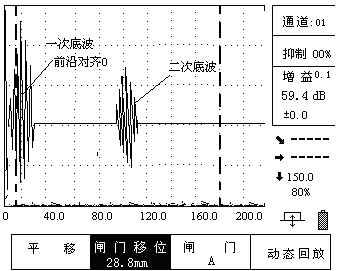 一次底波
前沿对齐0
二次底波
通道:01
抑制 00%
增益0.1
59.4 dB
±0.0
150.0
80%
0 40.0 80.0 120.0 160.0 200.0
平移
闸门移位
28.8mm
闸门
A
动态回放